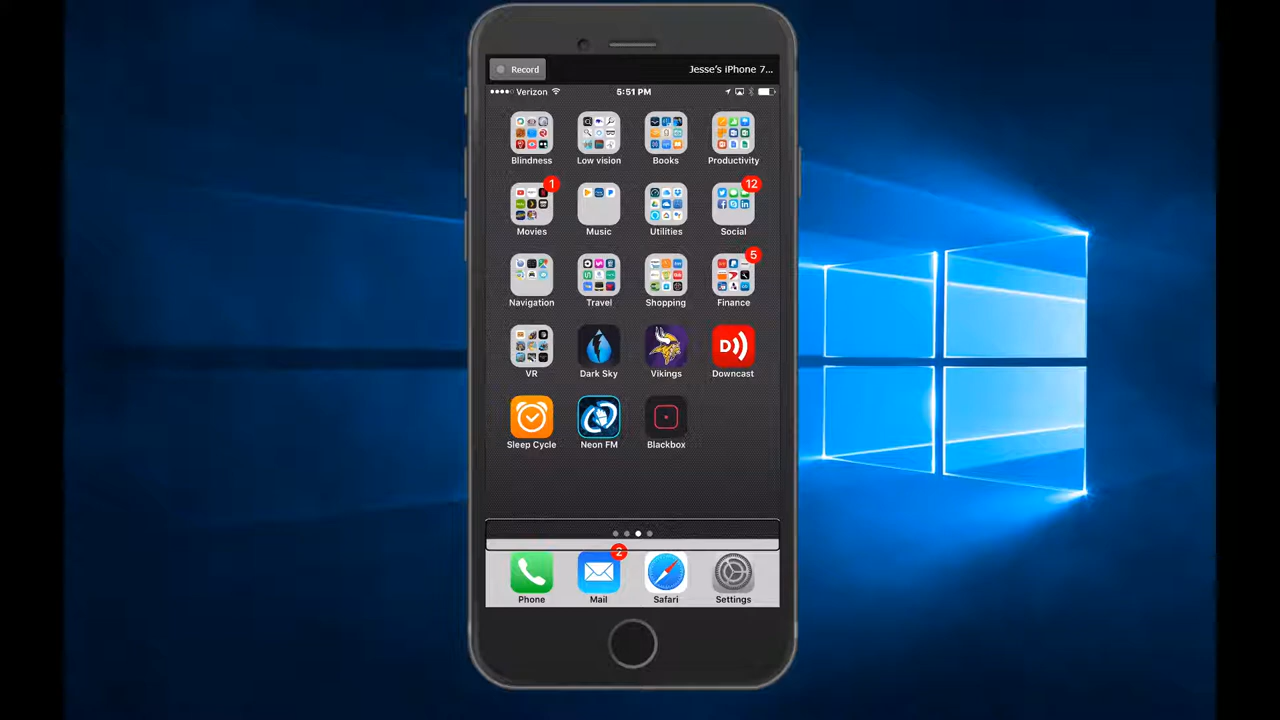 Record Jesse's iPhone 7...
Verizon 5:51 PM
Blindness Low vision Books Productivity
1 12
Movies Music Utilities Social
5
Navigation Travel Shopping Finance
D
VR Dark Sky Vikings Downcast
Sleep Cycle Neon FM Blackbox
2
Phone Mail Safari Settings